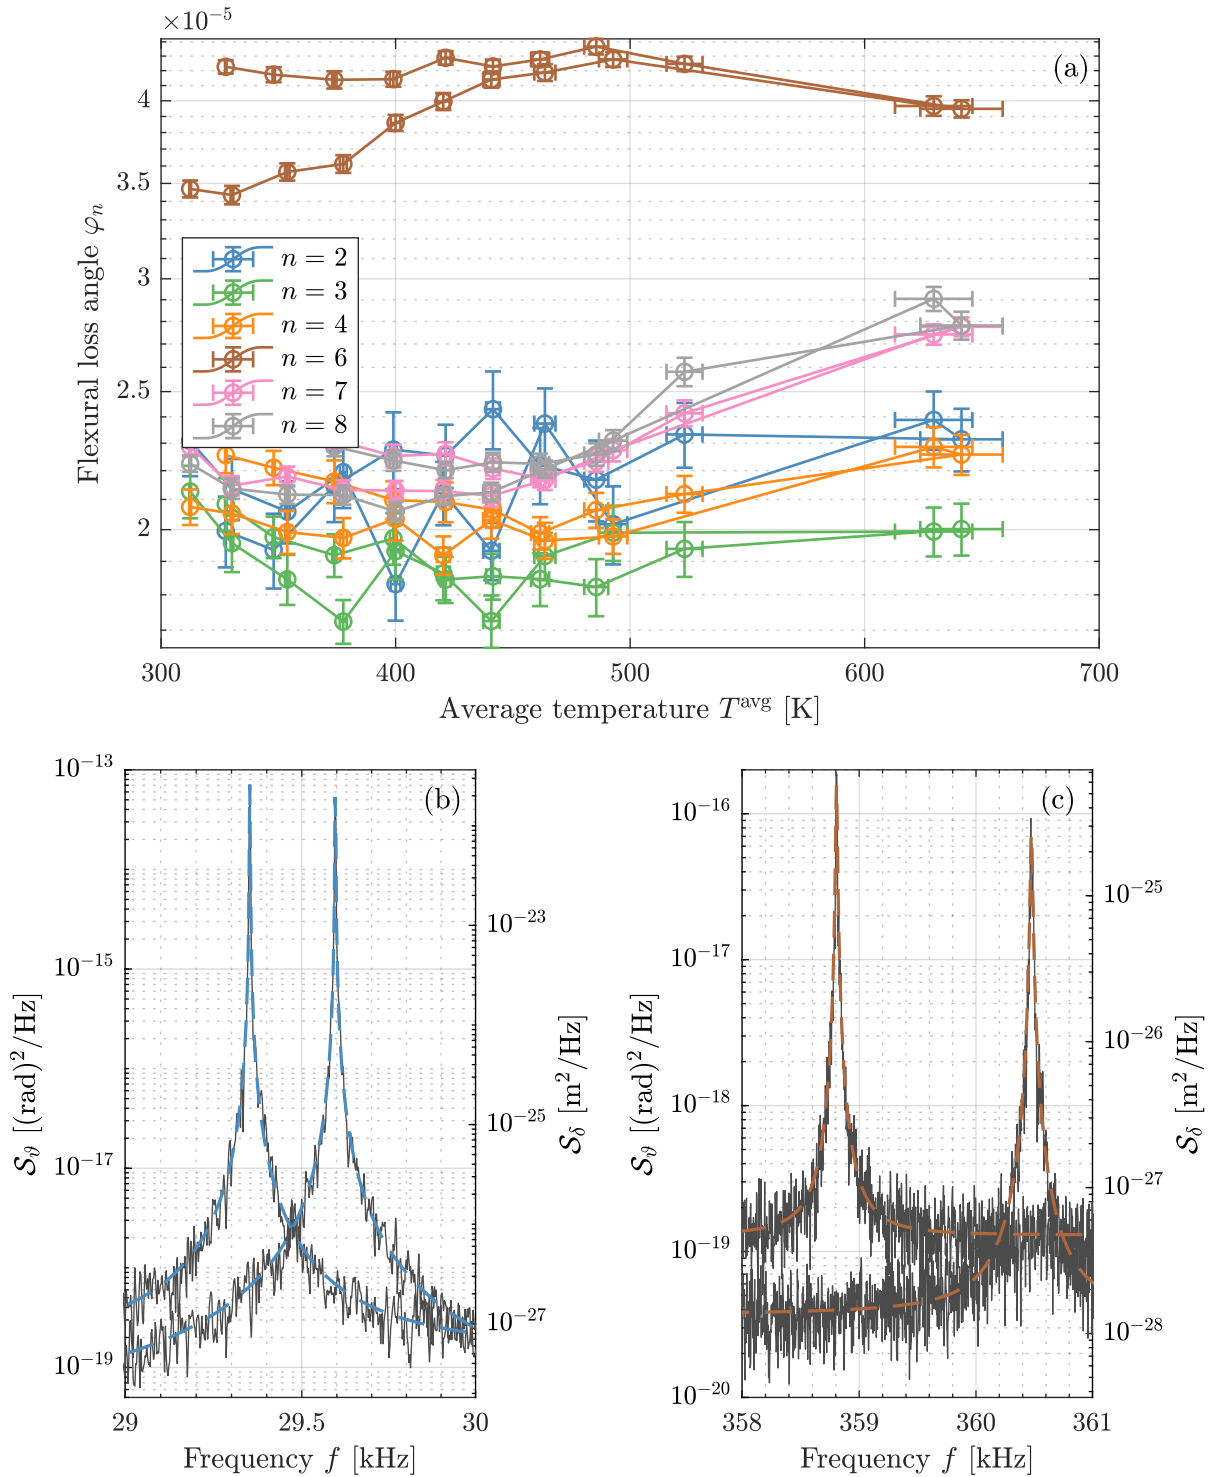 ×10⁻⁵
(a)
4
3.5
3
2.5
2
Flexural loss angle φₙ
n = 2
n = 3
n = 4
n = 6
n = 7
n = 8
300 400 500 600 700
Average temperature Tᵃᵛᵍ [K]
(b)
10⁻¹³
10⁻¹⁵
10⁻¹⁷
10⁻¹⁹
𝒮_ϑ [(rad)²/Hz]
10⁻²³
10⁻²⁵
10⁻²⁷
𝒮_δ [m²/Hz]
29 29.5 30
Frequency f [kHz]
(c)
10⁻¹⁶
10⁻¹⁷
10⁻¹⁸
10⁻¹⁹
10⁻²⁰
𝒮_ϑ [(rad)²/Hz]
10⁻²⁵
10⁻²⁶
10⁻²⁷
10⁻²⁸
𝒮_δ [m²/Hz]
358 359 360 361
Frequency f [kHz]